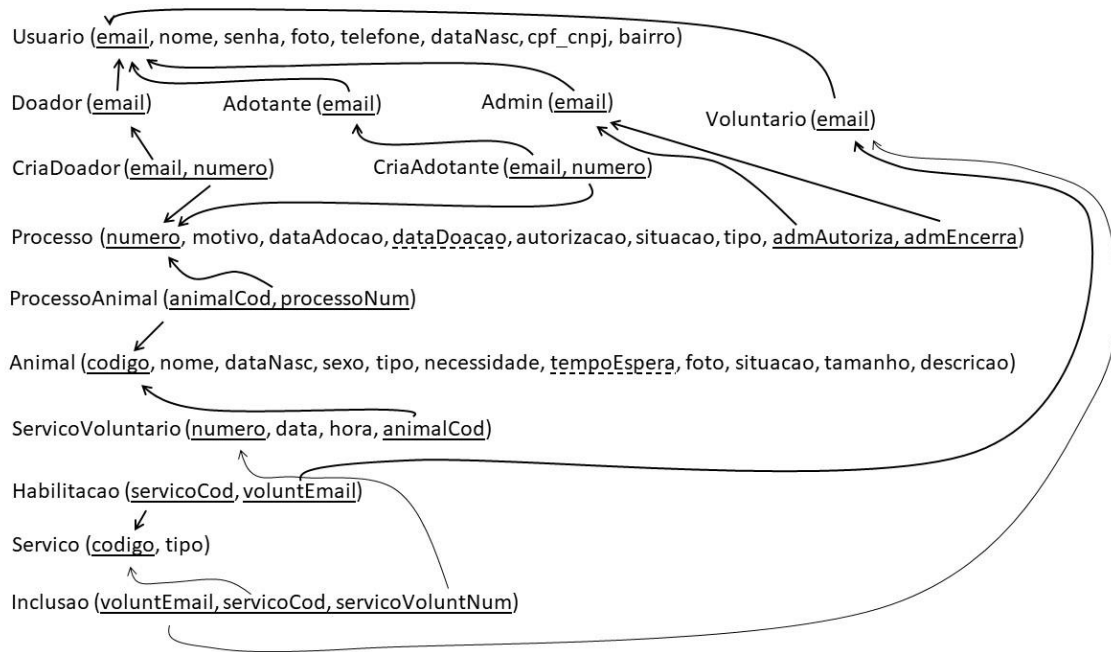 Usuario (email, nome, senha, foto, telefone, dataNasc, cpf_cnpj, bairro)
Doador (email) Adotante (email) Admin (email) Voluntario (email)
CriaDoador (email, numero) CriaAdotante (email, numero)
Processo (numero, motivo, dataAdocao, dataDoacao, autorizacao, situacao, tipo, admAutoriza, admEncerra)
ProcessoAnimal (animalCod, processoNum)
Animal (codigo, nome, dataNasc, sexo, tipo, necessidade, tempoEspera, foto, situacao, tamanho, descricao)
ServicoVoluntario (numero, data, hora, animalCod)
Habilitacao (servicoCod, voluntEmail)
Servico (codigo, tipo)
Inclusao (voluntEmail, servicoCod, servicoVoluntNum)